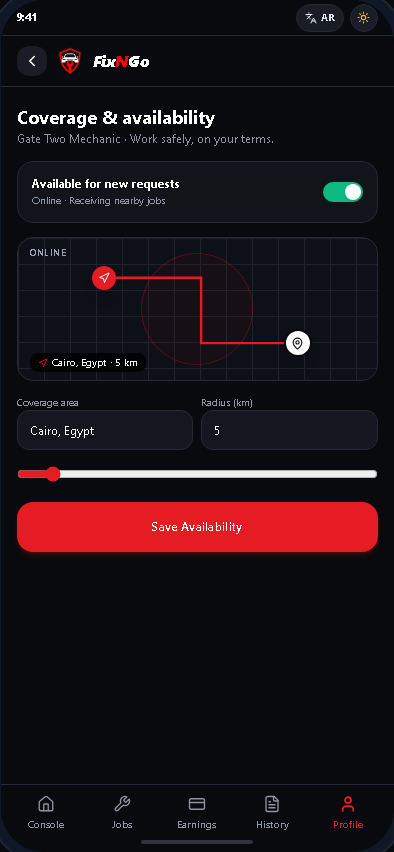 9:41
AR
FixNGo
Coverage & availability
Gate Two Mechanic · Work safely, on your terms.
Available for new requests
Online · Receiving nearby jobs
ONLINE
Cairo, Egypt · 5 km
Coverage area
Radius (km)
Cairo, Egypt
5
Save Availability
Console
Jobs
Earnings
History
Profile